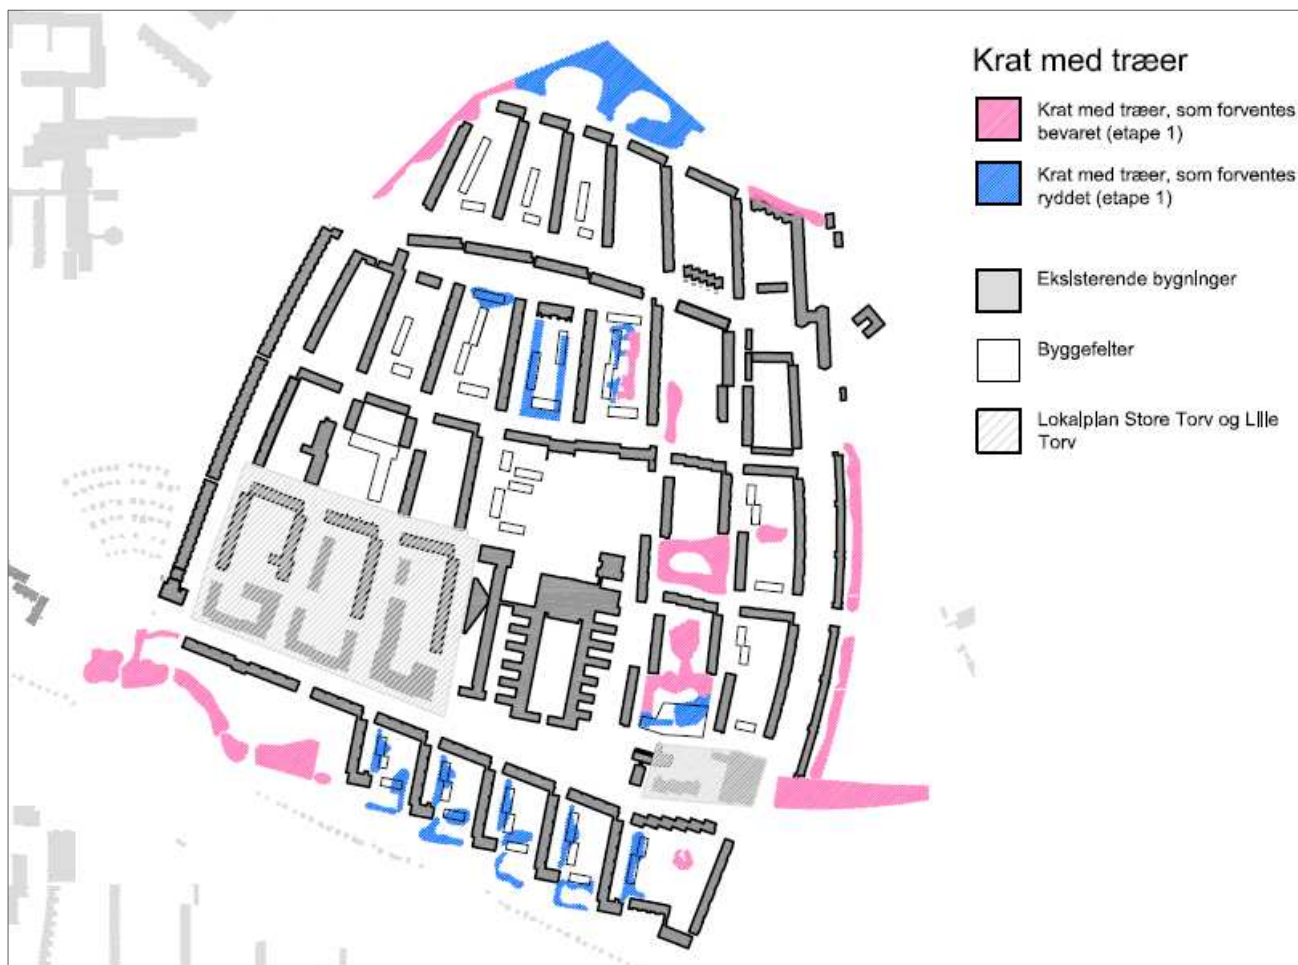 Krat med træer
Krat med træer, som forventes
bevaret (etape 1)
Krat med træer, som forventes
ryddet (etape 1)
Eksisterende bygninger
Byggefelter
Lokalplan Store Torv og Lille
Torv